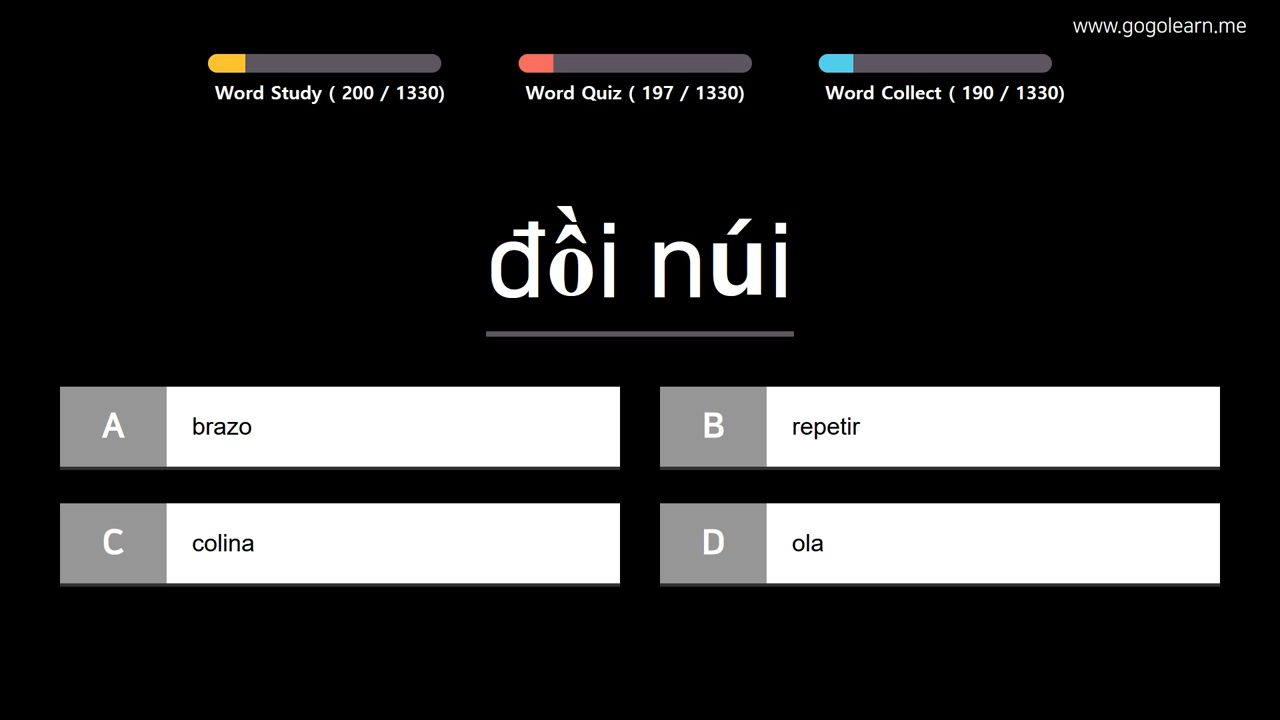 www.gogolearn.me
Word Study ( 200 / 1330)
Word Quiz ( 197 / 1330)
Word Collect ( 190 / 1330)
đồi núi
A brazo
B repetir
C colina
D ola